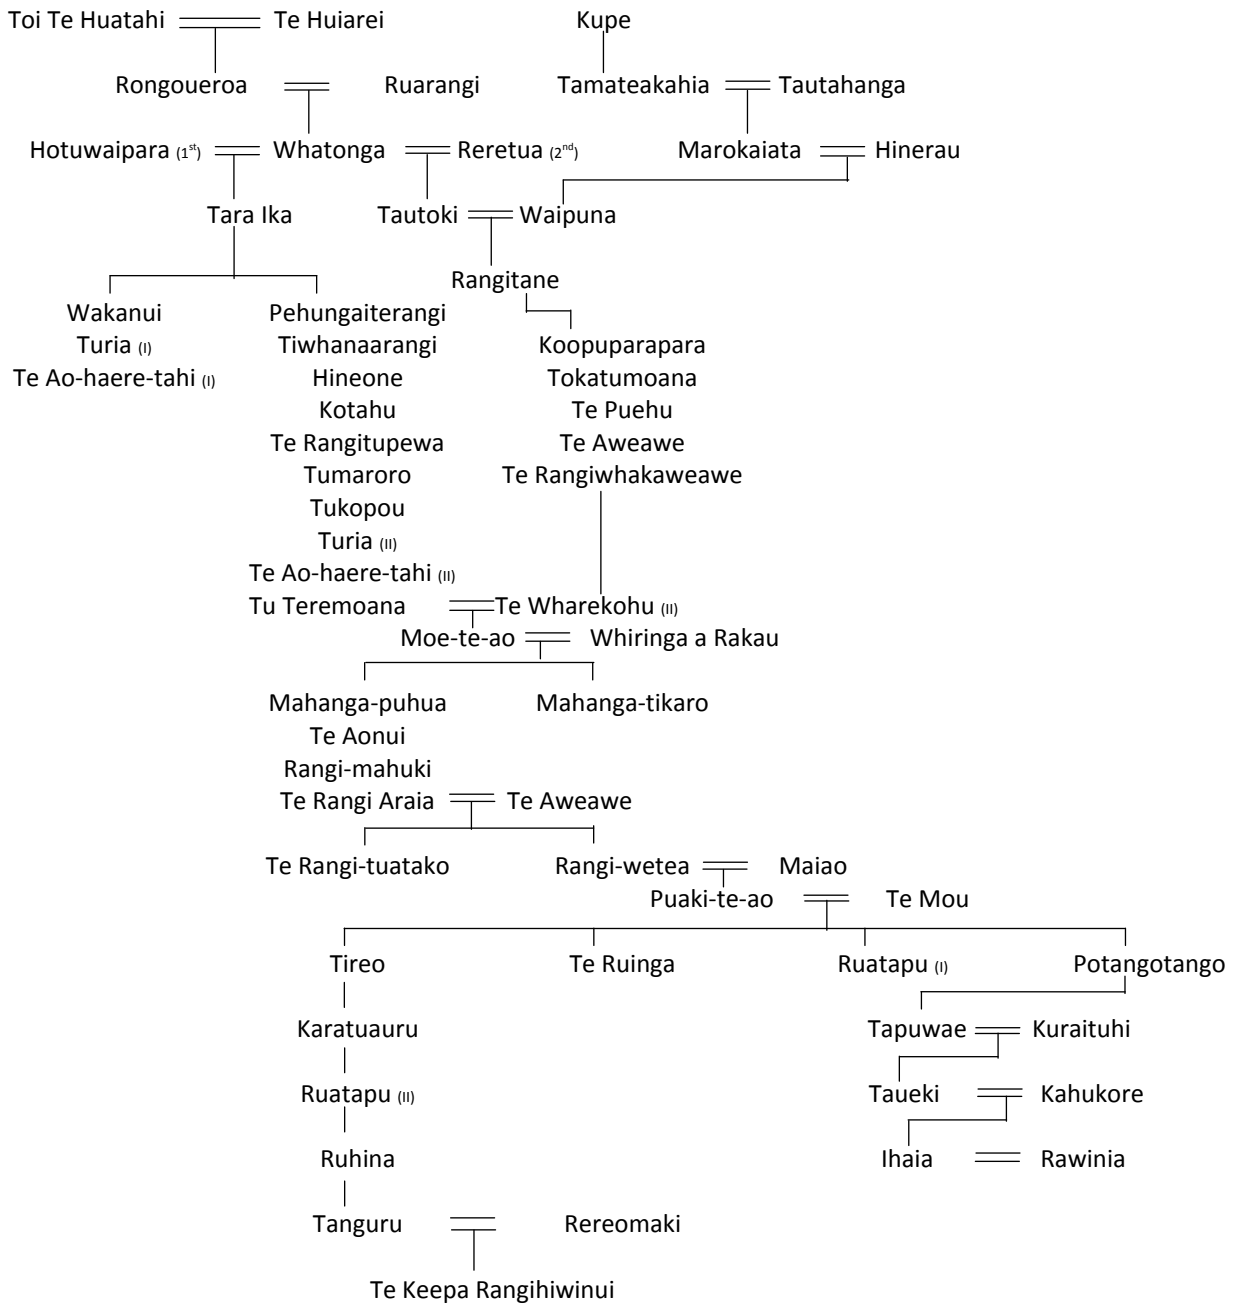 Toi Te Huatahi Te Huiarei Kupe
Rongoueroa Ruarangi Tamateakahia Tautahanga
Hotuwaipara (1st) Whatonga Reretua (2nd) Marokaiata Hinerau
Tara Ika Tautoki Waipuna
Rangitane
Wakanui Pehungaiterangi
Turia (I) Tiwhanaarangi Koopuparapara
Te Ao-haere-tahi (I) Hineone Tokatumoana
Kotahu Te Puehu
Te Rangitupewa Te Aweawe
Tumaroro Te Rangiwhakaweawe
Tukopou
Turia (II)
Te Ao-haere-tahi (II)
Tu Teremoana Te Wharekohu (II)
Moe-te-ao Whiringa a Rakau
Mahanga-puhua Mahanga-tikaro
Te Aonui
Rangi-mahuki
Te Rangi Araia Te Aweawe
Te Rangi-tuatako Rangi-wetea Maiao
Puaki-te-ao Te Mou
Tireo Te Ruinga Ruatapu (I) Potangotango
Karatuauru Tapuwae Kuraituhi
Ruatapu (II) Taueki Kahukore
Ruhina Ihaia Rawinia
Tanguru Rereomaki
Te Keepa Rangihiwinui